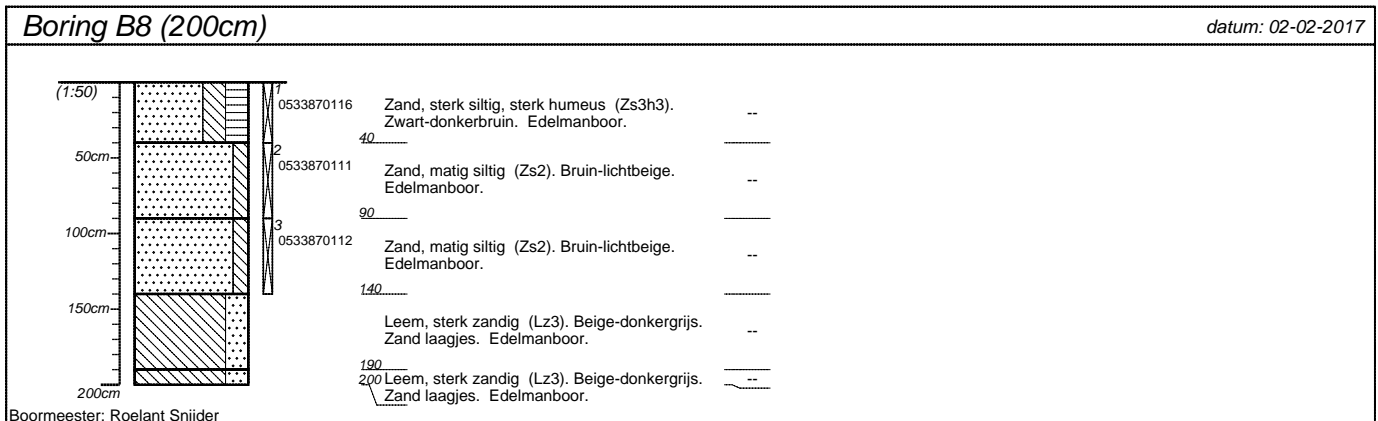 Boring B8 (200cm)
datum: 02-02-2017
(1:50)
1
0533870116
Zand, sterk siltig, sterk humeus (Zs3h3).
Zwart-donkerbruin. Edelmanboor.
--
40
50cm
2
0533870111
Zand, matig siltig (Zs2). Bruin-lichtbeige.
Edelmanboor.
--
90
100cm
3
0533870112
Zand, matig siltig (Zs2). Bruin-lichtbeige.
Edelmanboor.
--
140
150cm
Leem, sterk zandig (Lz3). Beige-donkergrijs.
Zand laagjes. Edelmanboor.
--
190
200
Leem, sterk zandig (Lz3). Beige-donkergrijs.
Zand laagjes. Edelmanboor.
--
200cm
Boormeester: Roelant Snijder